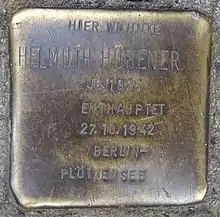 HIER WOHNTE
HELMUTH HÜBENER
JG. 1925
ENTHAUPTET
27.10.1942
BERLIN-
PLÖTZENSEE